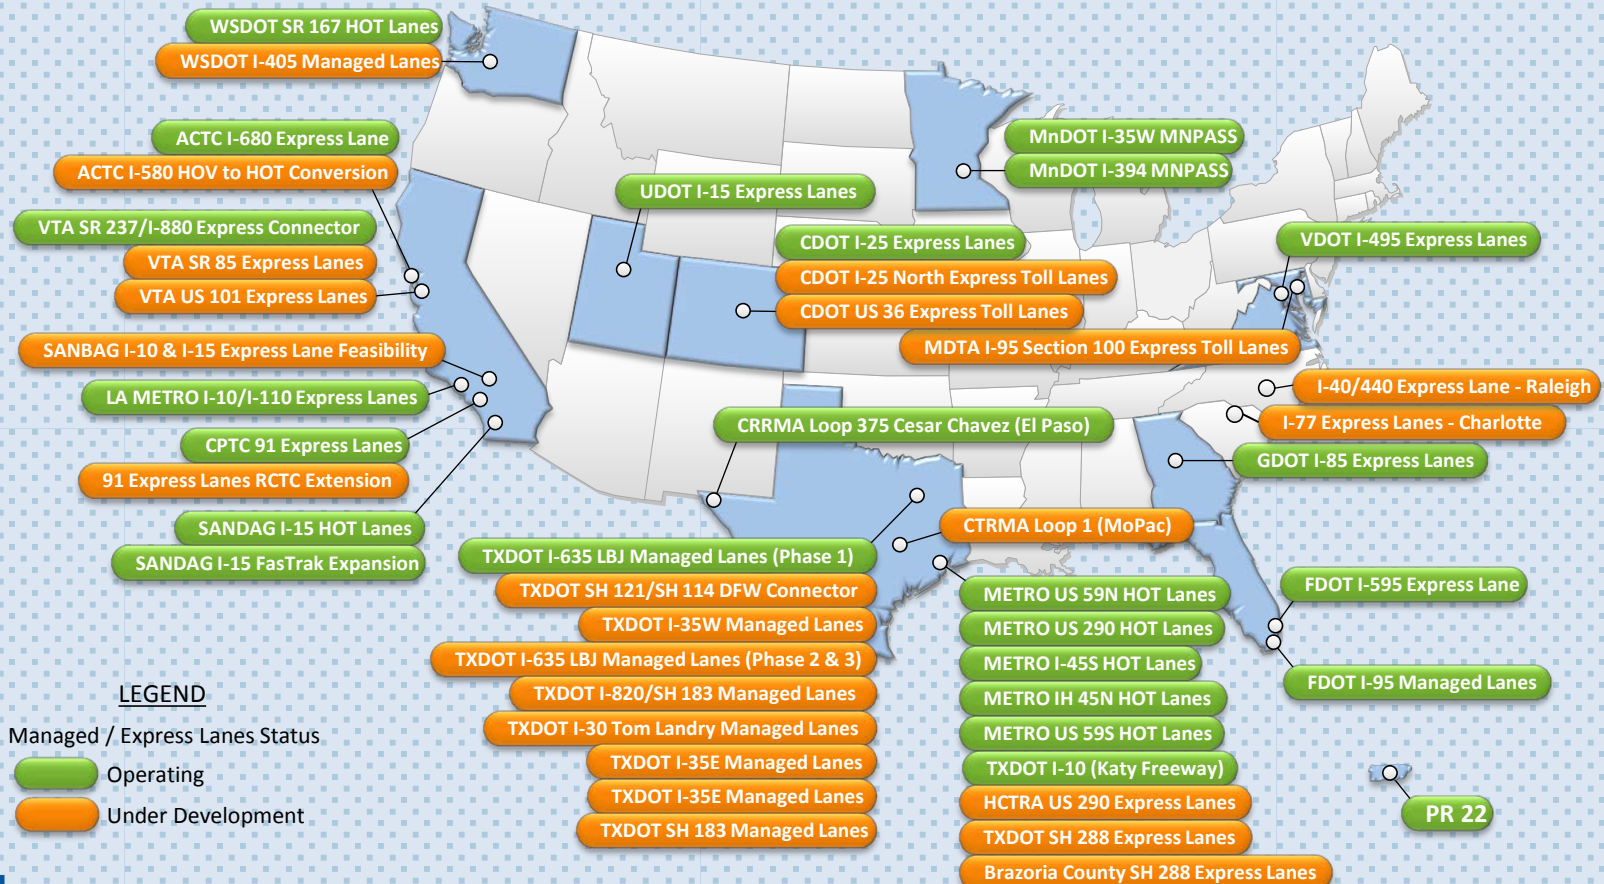 WSDOT SR 167 HOT Lanes
WSDOT I-405 Managed Lanes
ACTC I-680 Express Lane
ACTC I-580 HOV to HOT Conversion
VTA SR 237/I-880 Express Connector
VTA SR 85 Express Lanes
VTA US 101 Express Lanes
SANBAG I-10 & I-15 Express Lane Feasibility
LA METRO I-10/I-110 Express Lanes
CPTC 91 Express Lanes
91 Express Lanes RCTC Extension
SANDAG I-15 HOT Lanes
SANDAG I-15 FasTrak Expansion
UDOT I-15 Express Lanes
CDOT I-25 Express Lanes
CDOT I-25 North Express Toll Lanes
CDOT US 36 Express Toll Lanes
MnDOT I-35W MNPASS
MnDOT I-394 MNPASS
VDOT I-495 Express Lanes
MDTA I-95 Section 100 Express Toll Lanes
I-40/440 Express Lane - Raleigh
I-77 Express Lanes - Charlotte
GDOT I-85 Express Lanes
CRRMA Loop 375 Cesar Chavez (El Paso)
CTRMA Loop 1 (MoPac)
TXDOT I-635 LBJ Managed Lanes (Phase 1)
TXDOT SH 121/SH 114 DFW Connector
TXDOT I-35W Managed Lanes
TXDOT I-635 LBJ Managed Lanes (Phase 2 & 3)
TXDOT I-820/SH 183 Managed Lanes
TXDOT I-30 Tom Landry Managed Lanes
TXDOT I-35E Managed Lanes
TXDOT I-35E Managed Lanes
TXDOT SH 183 Managed Lanes
METRO US 59N HOT Lanes
METRO US 290 HOT Lanes
METRO I-45S HOT Lanes
METRO IH 45N HOT Lanes
METRO US 59S HOT Lanes
TXDOT I-10 (Katy Freeway)
HCTRA US 290 Express Lanes
TXDOT SH 288 Express Lanes
Brazoria County SH 288 Express Lanes
FDOT I-595 Express Lane
FDOT I-95 Managed Lanes
PR 22
LEGEND
Managed / Express Lanes Status
Operating
Under Development